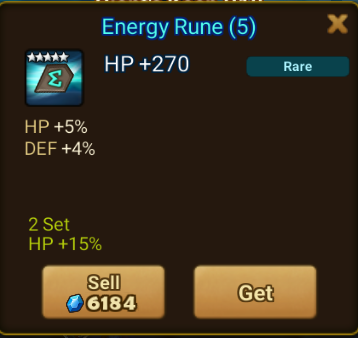 Energy Rune (5)
HP +270
Rare
HP +5%
DEF +4%
2 Set
HP +15%
Sell
6184
Get